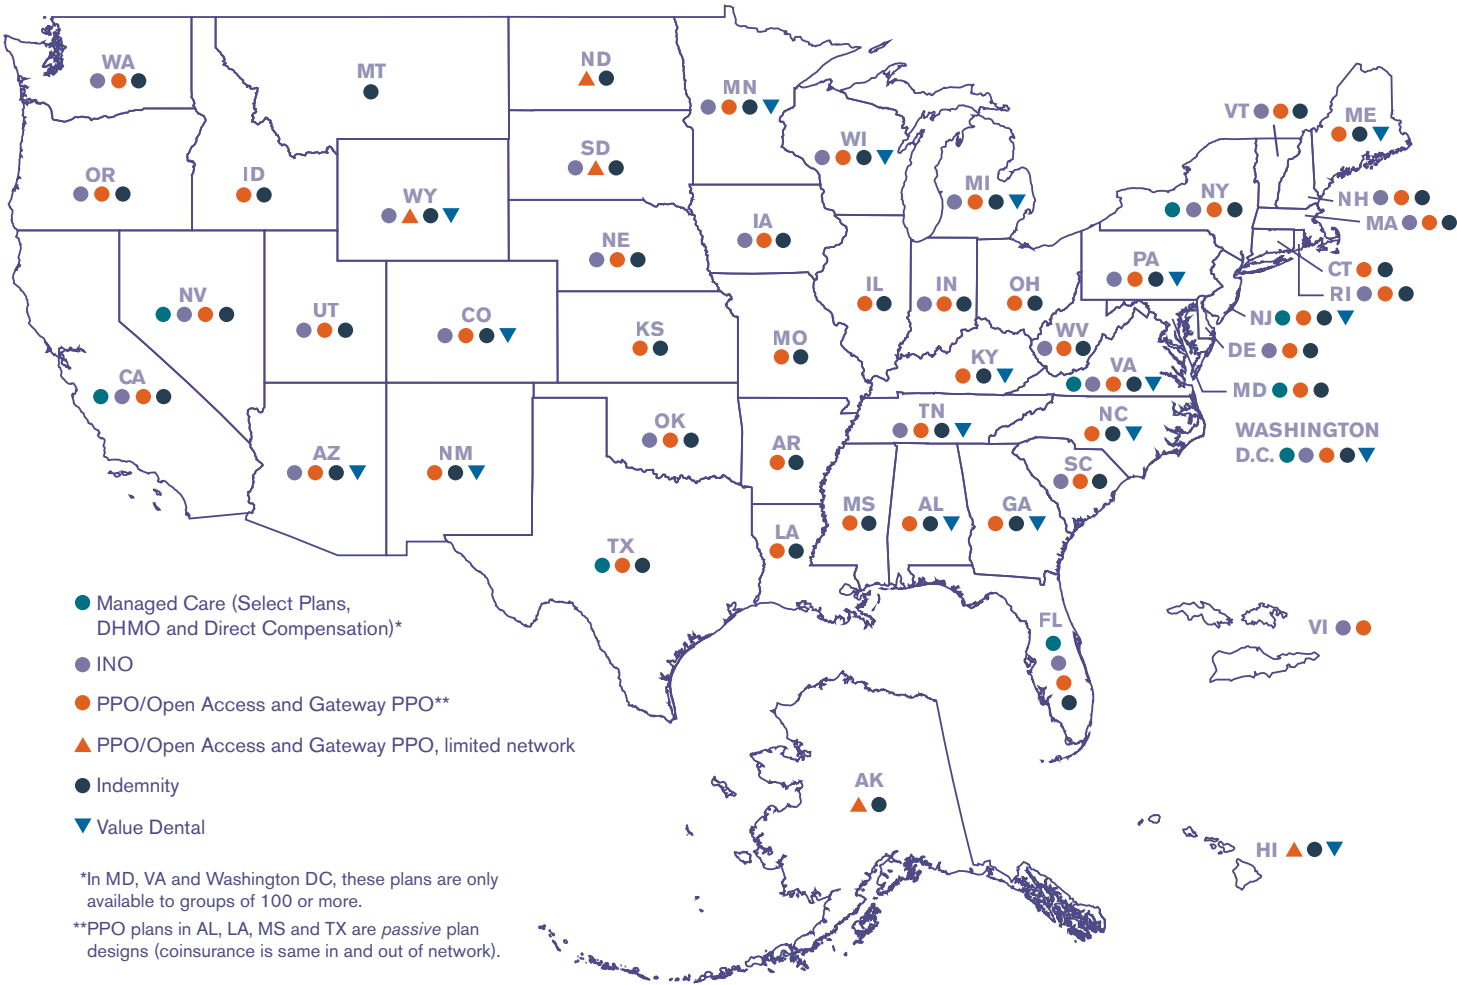 WA
MT
ND
MN
VT
ME
WI
SD
OR
ID
WY
MI
NY
NH
MA
IA
NE
PA
CT
NV
IL
IN
OH
RI
UT
CO
NJ
KS
MO
WV
DE
KY
VA
CA
MD
TN
NC
OK
WASHINGTON
D.C.
AZ
NM
AR
SC
MS
AL
GA
LA
TX
Managed Care (Select Plans,
DHMO and Direct Compensation)*
FL
VI
INO
PPO/Open Access and Gateway PPO**
PPO/Open Access and Gateway PPO, limited network
Indemnity
AK
Value Dental
HI
*In MD, VA and Washington DC, these plans are only
available to groups of 100 or more.
**PPO plans in AL, LA, MS and TX are passive plan
designs (coinsurance is same in and out of network).